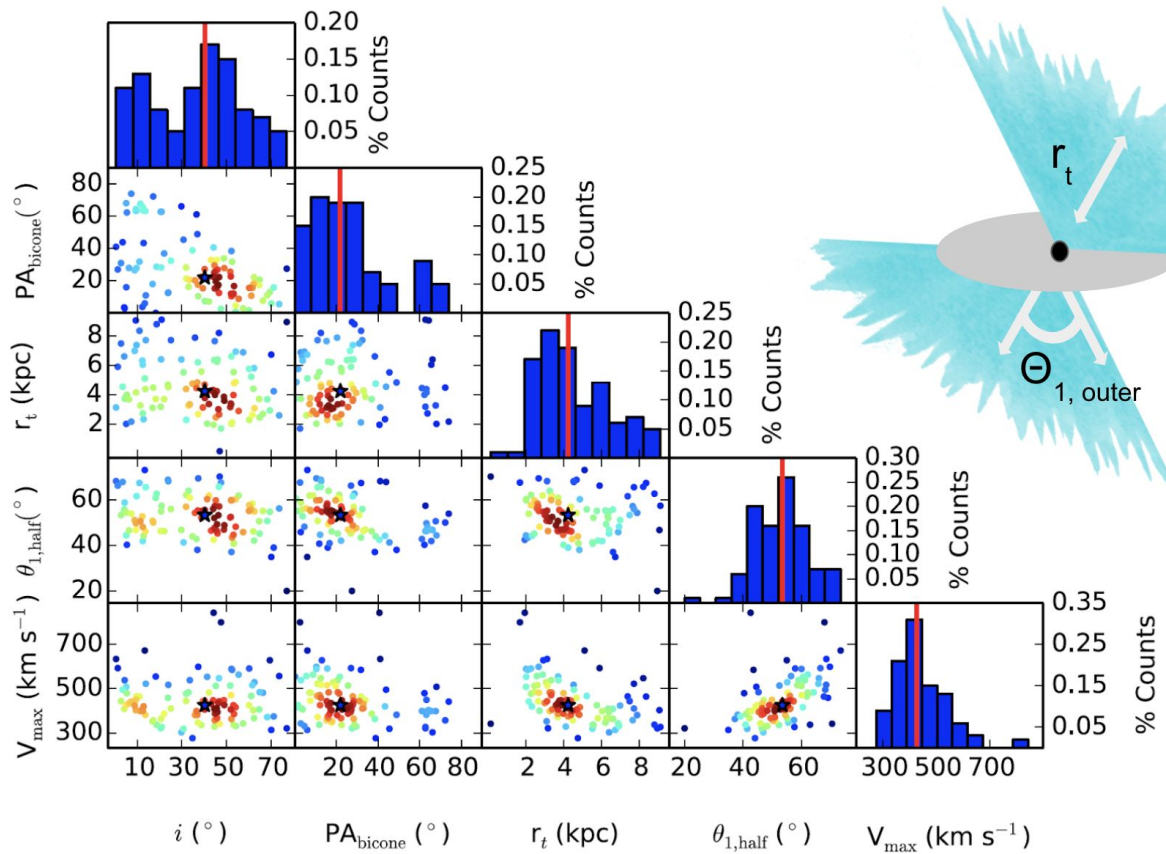 0.20
0.15
0.10
0.05
% Counts
80
60
40
20
PA_bicone(°)
0.25
0.20
0.15
0.10
0.05
% Counts
r_t
8
6
4
2
r_t (kpc)
0.25
0.20
0.15
0.10
0.05
% Counts
Θ_1, outer
60
40
20
θ_1,half(°)
0.30
0.25
0.20
0.15
0.10
0.05
% Counts
700
500
300
V_max (km s⁻¹)
0.35
0.25
0.15
0.05
% Counts
10 30 50 70
20 40 60 80
2 4 6 8
20 40 60
300 500 700
i (°)
PA_bicone (°)
r_t (kpc)
θ_1,half (°)
V_max (km s⁻¹)